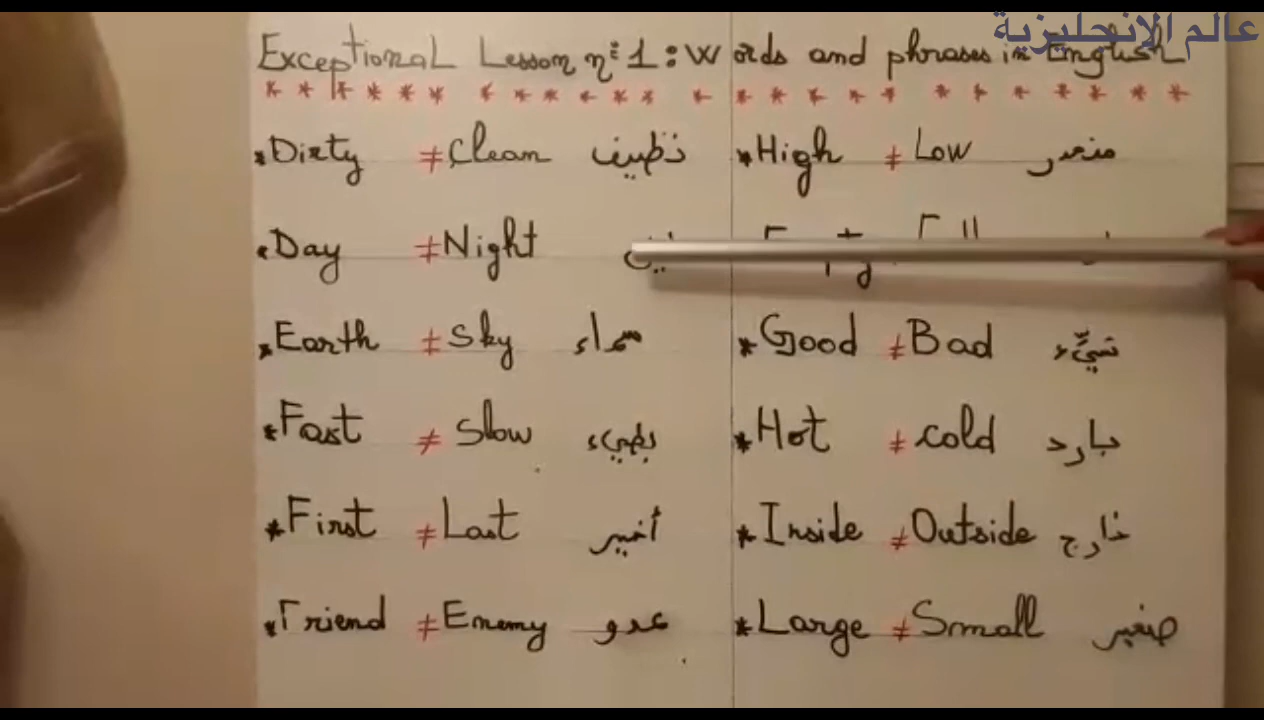 عالم الإنجليزية
Exceptional Lesson n°1: Words and phrases in English
* Dirty ≠ Clean نظيف
* High ≠ Low
* Day ≠ Night
* Earth ≠ Sky سماء
* Good ≠ Bad
* Fast ≠ Slow بطيء
* Hot ≠ cold بارد
* First ≠ Last أخير
* Inside ≠ Outside خارج
* Friend ≠ Enemy عدو
* Large ≠ Small صغير